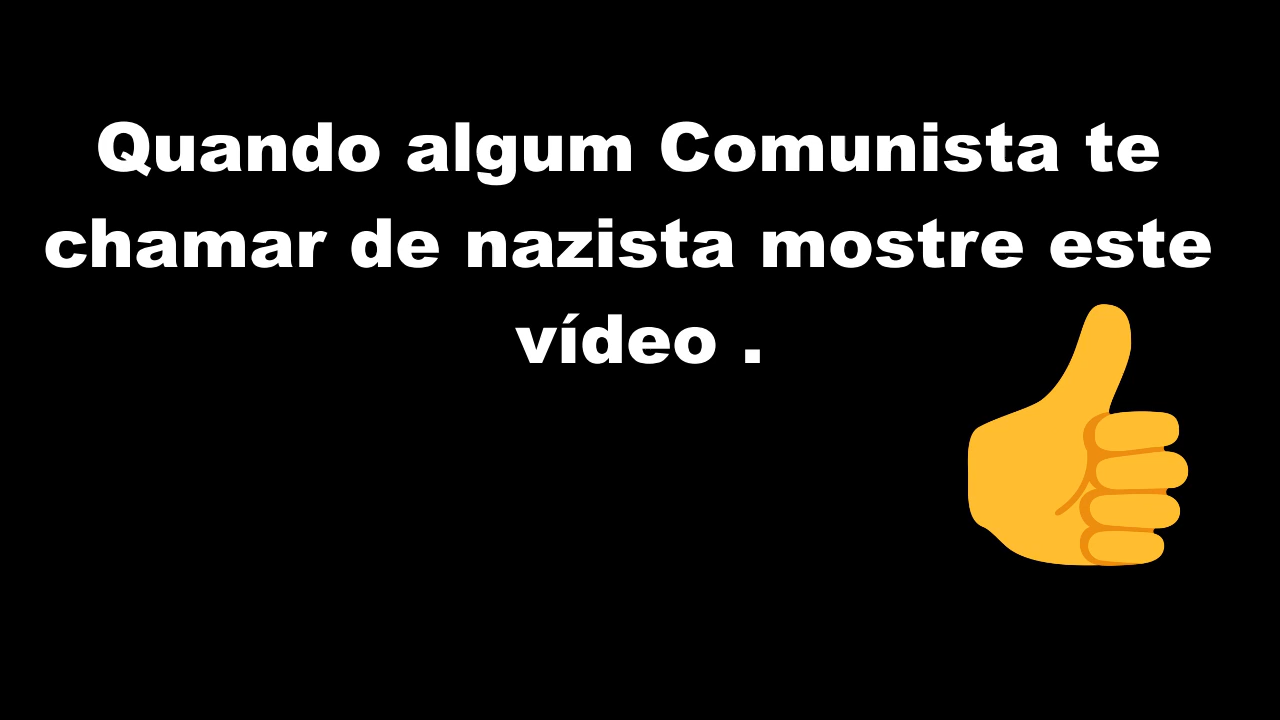 Quando algum Comunista te
chamar de nazista mostre este
vídeo .